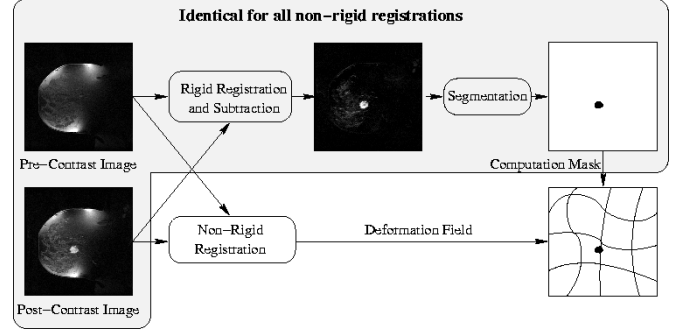 Identical for all non-rigid registrations
Rigid Registration
and Subtraction
Segmentation
Pre-Contrast Image
Computation Mask
Non-Rigid
Registration
Deformation Field
Post-Contrast Image